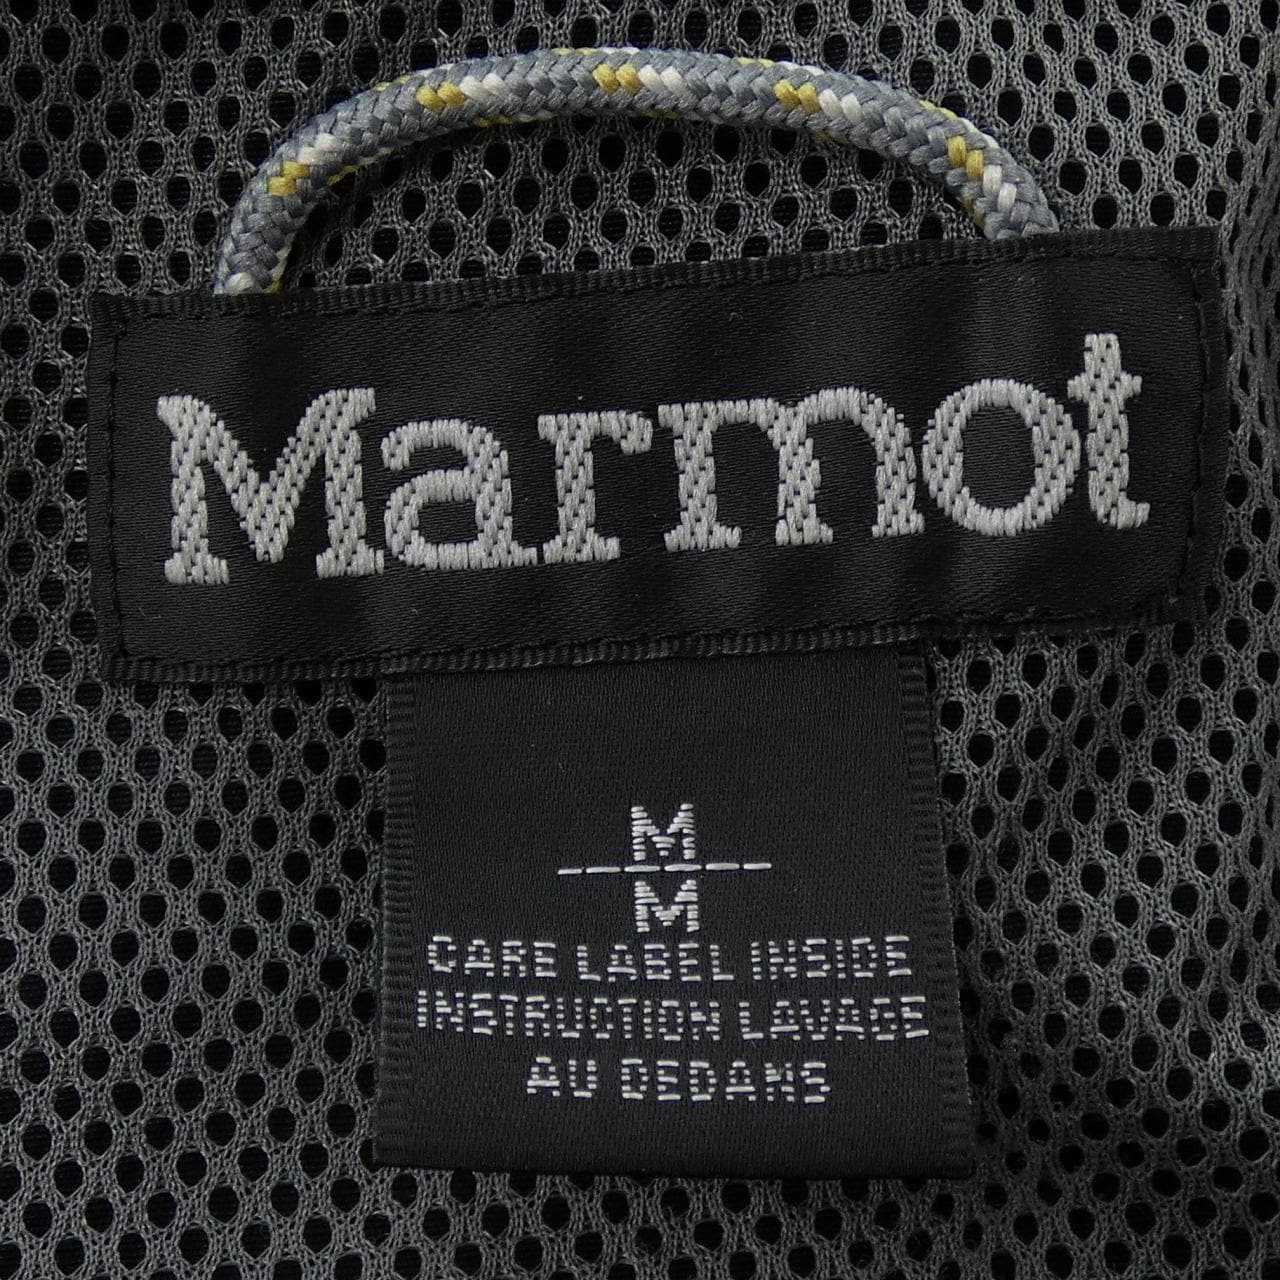 Marmot
M
M
CARE LABEL INSIDE
INSTRUCTION LAVAGE
AU DEDANS